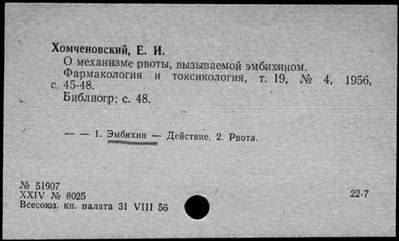 Хомченовский, Е. И.
О механизме рвоты, вызываемой эмбихином.
Фармакология и токсикология, т. 19, № 4, 1956,
с. 45-48.
Библиогр: с. 48.
— — 1. Эмбихин — Действие. 2. Рвота.
№ 51907
XXIV № 8025
22-7
Всесоюз. кн. палата 31 VIII 56